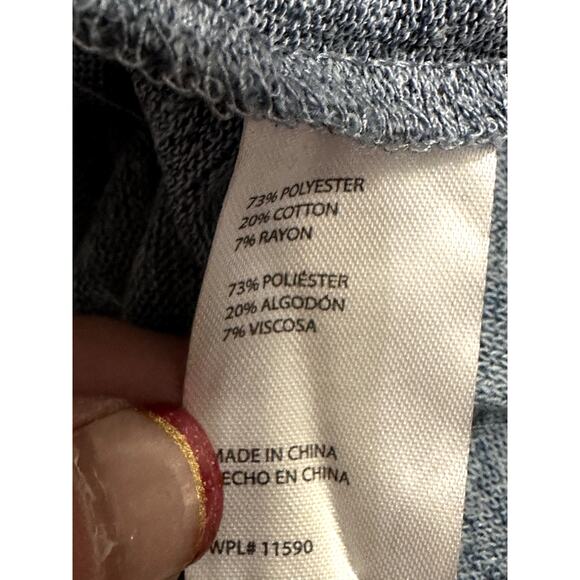 73% POLYESTER
20% COTTON
7% RAYON
73% POLIÉSTER
20% ALGODÓN
7% VISCOSA
MADE IN CHINA
ECHO EN CHINA
WPL# 11590